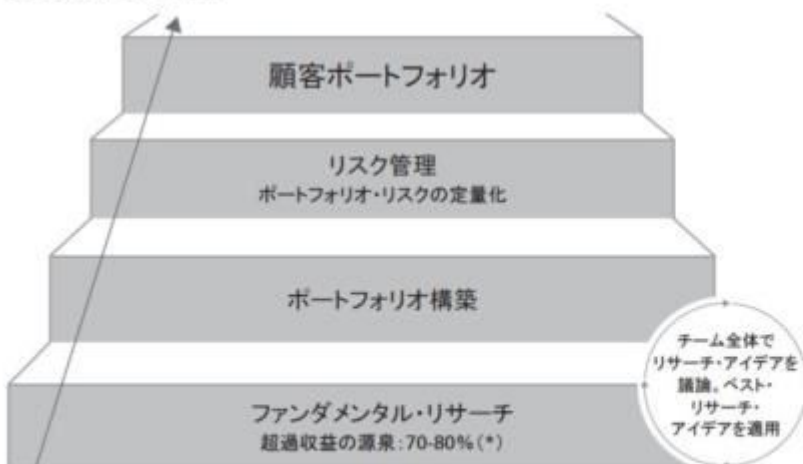 顧客ポートフォリオ
リスク管理
ポートフォリオ・リスクの定量化
ポートフォリオ構築
チーム全体で
リサーチ・アイデアを
議論。ベスト・
リサーチ・
アイデアを適用
ファンダメンタル・リサーチ
超過収益の源泉:70-80%(*)